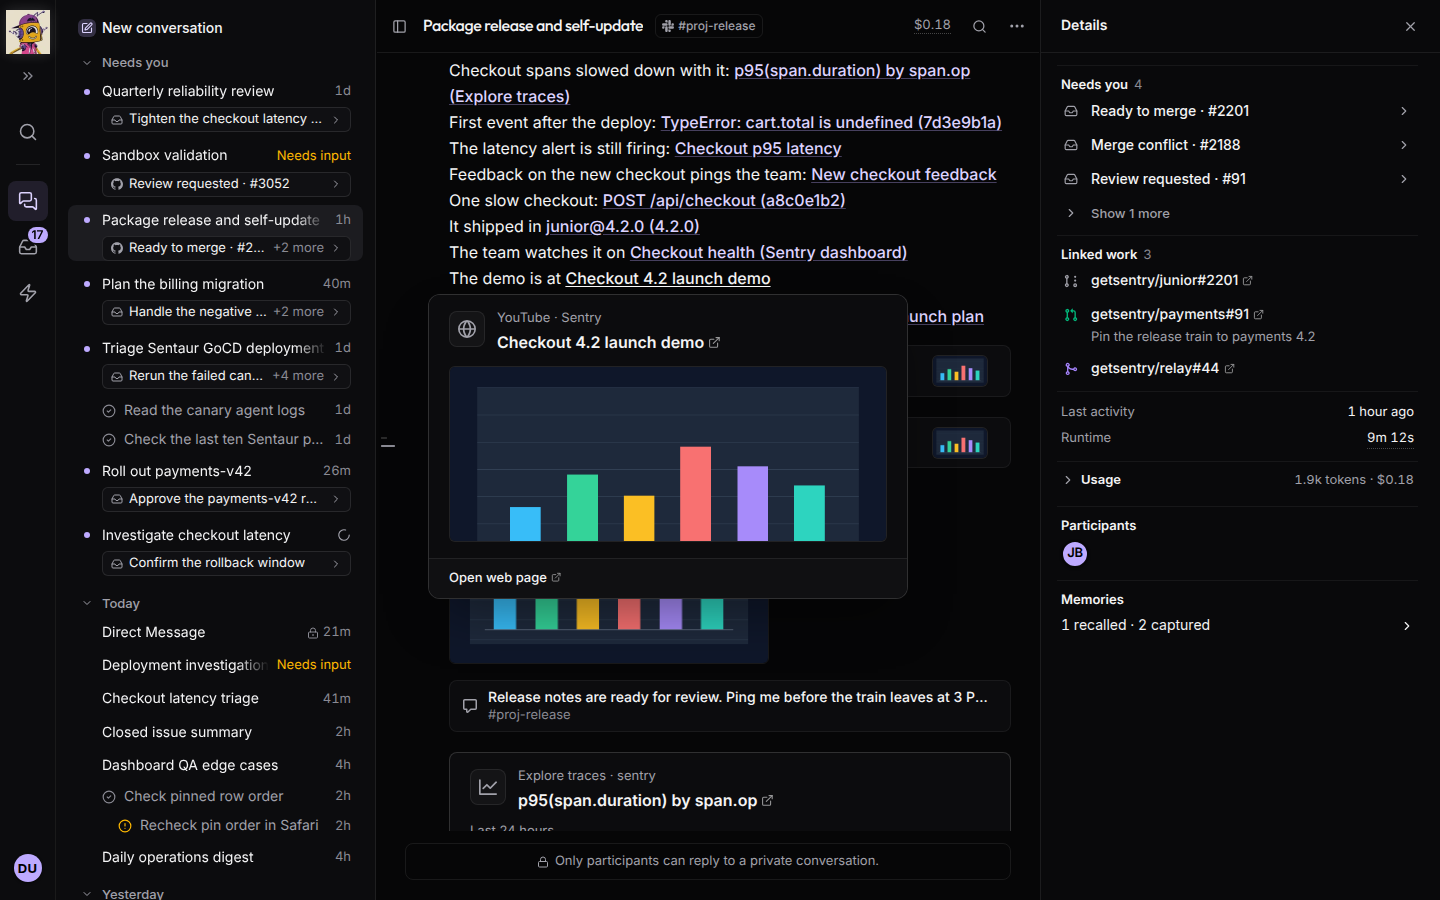 New conversation
Needs you
Quarterly reliability review 1d
Tighten the checkout latency ...
Sandbox validation Needs input
Review requested · #3052
Package release and self-update 1h
Ready to merge · #2... +2 more
Plan the billing migration 40m
Handle the negative ... +2 more
Triage Sentaur GoCD deployment 1d
Rerun the failed can... +4 more
Read the canary agent logs 1d
Check the last ten Sentaur p... 1d
Roll out payments-v42 26m
Approve the payments-v42 r...
Investigate checkout latency
Confirm the rollback window
Today
Direct Message 21m
Deployment investigation Needs input
Checkout latency triage 41m
Closed issue summary 2h
Dashboard QA edge cases 4h
Check pinned row order 2h
Recheck pin order in Safari 2h
Daily operations digest 4h
Yesterday
17
DU
Package release and self-update #proj-release $0.18
Checkout spans slowed down with it: p95(span.duration) by span.op
(Explore traces)
First event after the deploy: TypeError: cart.total is undefined (7d3e9b1a)
The latency alert is still firing: Checkout p95 latency
Feedback on the new checkout pings the team: New checkout feedback
One slow checkout: POST /api/checkout (a8c0e1b2)
It shipped in junior@4.2.0 (4.2.0)
The team watches it on Checkout health (Sentry dashboard)
The demo is at Checkout 4.2 launch demo
unch plan
YouTube · Sentry
Checkout 4.2 launch demo
Open web page
Release notes are ready for review. Ping me before the train leaves at 3 P...
#proj-release
Explore traces · sentry
p95(span.duration) by span.op
Last 24 hours
Only participants can reply to a private conversation.
Details
Needs you 4
Ready to merge · #2201
Merge conflict · #2188
Review requested · #91
Show 1 more
Linked work 3
getsentry/junior#2201
getsentry/payments#91
Pin the release train to payments 4.2
getsentry/relay#44
Last activity 1 hour ago
Runtime 9m 12s
Usage 1.9k tokens · $0.18
Participants
JB
Memories
1 recalled · 2 captured